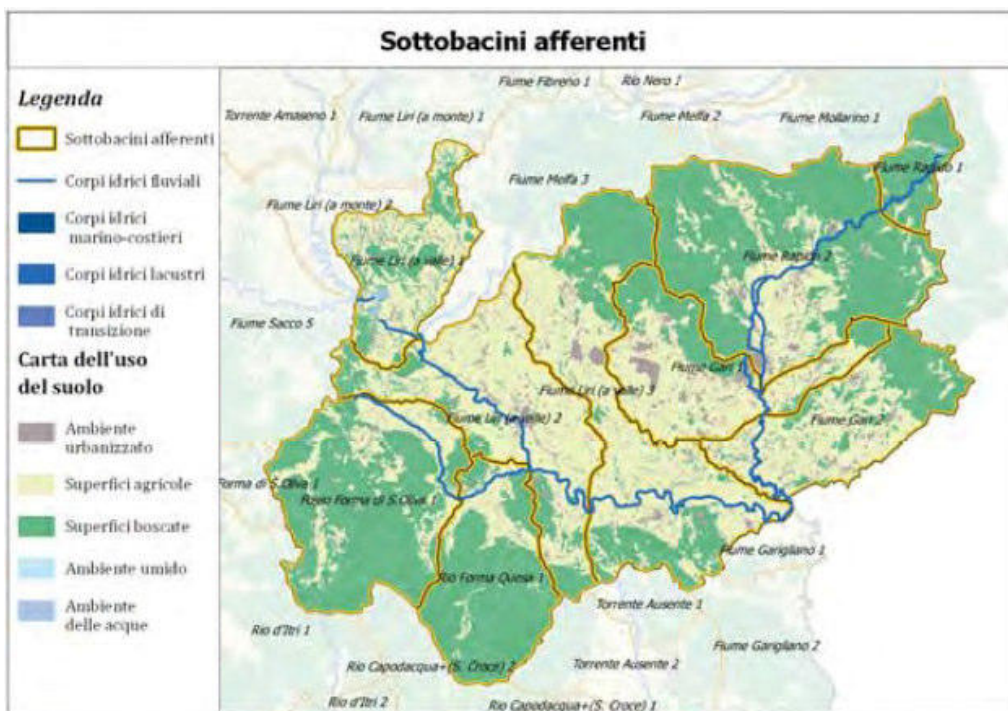 Sottobacini afferenti
Legenda
Sottobacini afferenti
Corpi idrici fluviali
Corpi idrici
marino-costieri
Corpi idrici lacustri
Corpi idrici di
transizione
Carta dell'uso
del suolo
Ambiente
urbanizzato
Superfici agricole
Superfici boscate
Ambiente umido
Ambiente
delle acque
Fiume Fibreno 1
Rio Nero 1
Torrente Amaseno 1
Fiume Liri (a monte) 1
Fiume Melfa 2
Fiume Mollarino 1
Fiume Rapido 1
Fiume Melfa 3
Fiume Liri (a monte) 2
Fiume Liri (a valle) 1
Fiume Rapido 2
Fiume Sacco 5
Fiume Gari 1
Fiume Liri (a valle) 3
Fiume Liri (a valle) 2
Fiume Gari 2
Forma di S.Oliva 1
Forma di S.Oliva 1
Fiume Garigliano 1
Rio Forma Quesa 1
Torrente Ausente 1
Rio d'Itri 1
Fiume Garigliano 2
Rio Capodacqua+(S. Croce) 2
Torrente Ausente 2
Rio d'Itri 2
Rio Capodacqua+(S. Croce) 1